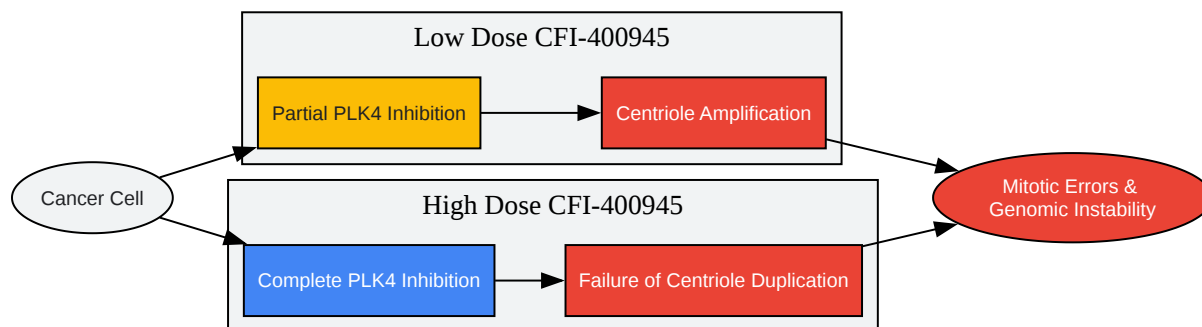 Low Dose CFI-400945
Partial PLK4 Inhibition
Centriole Amplification
Cancer Cell
Mitotic Errors &
Genomic Instability
High Dose CFI-400945
Complete PLK4 Inhibition
Failure of Centriole Duplication